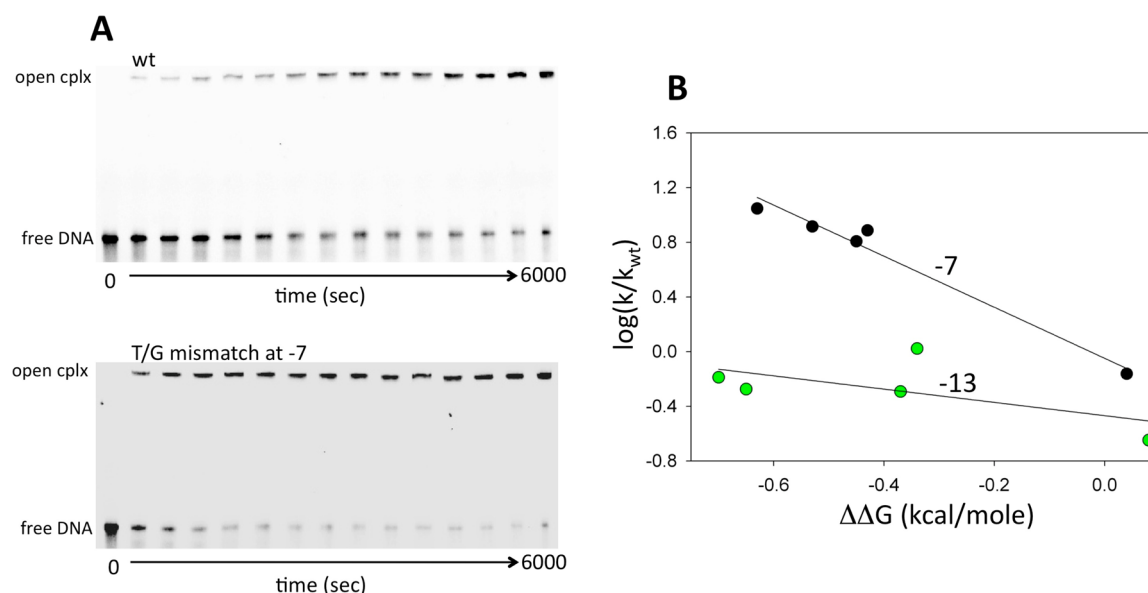 A
wt
open cplx
free DNA
0
6000
time (sec)
T/G mismatch at -7
open cplx
free DNA
0
6000
time (sec)
B
1.6
1.2
0.8
0.4
0.0
-0.4
-0.8
log(k/kwt)
-7
-13
-0.6
-0.4
-0.2
0.0
ΔΔG (kcal/mole)